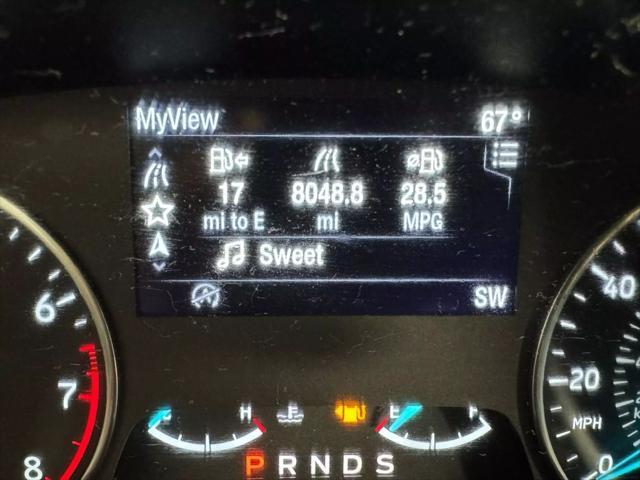 MyView 67°
17 8048.8 28.5
mi to E mi MPG
Sweet
SW
6
7
8
40
20
MPH
0
H E F
P R N D S